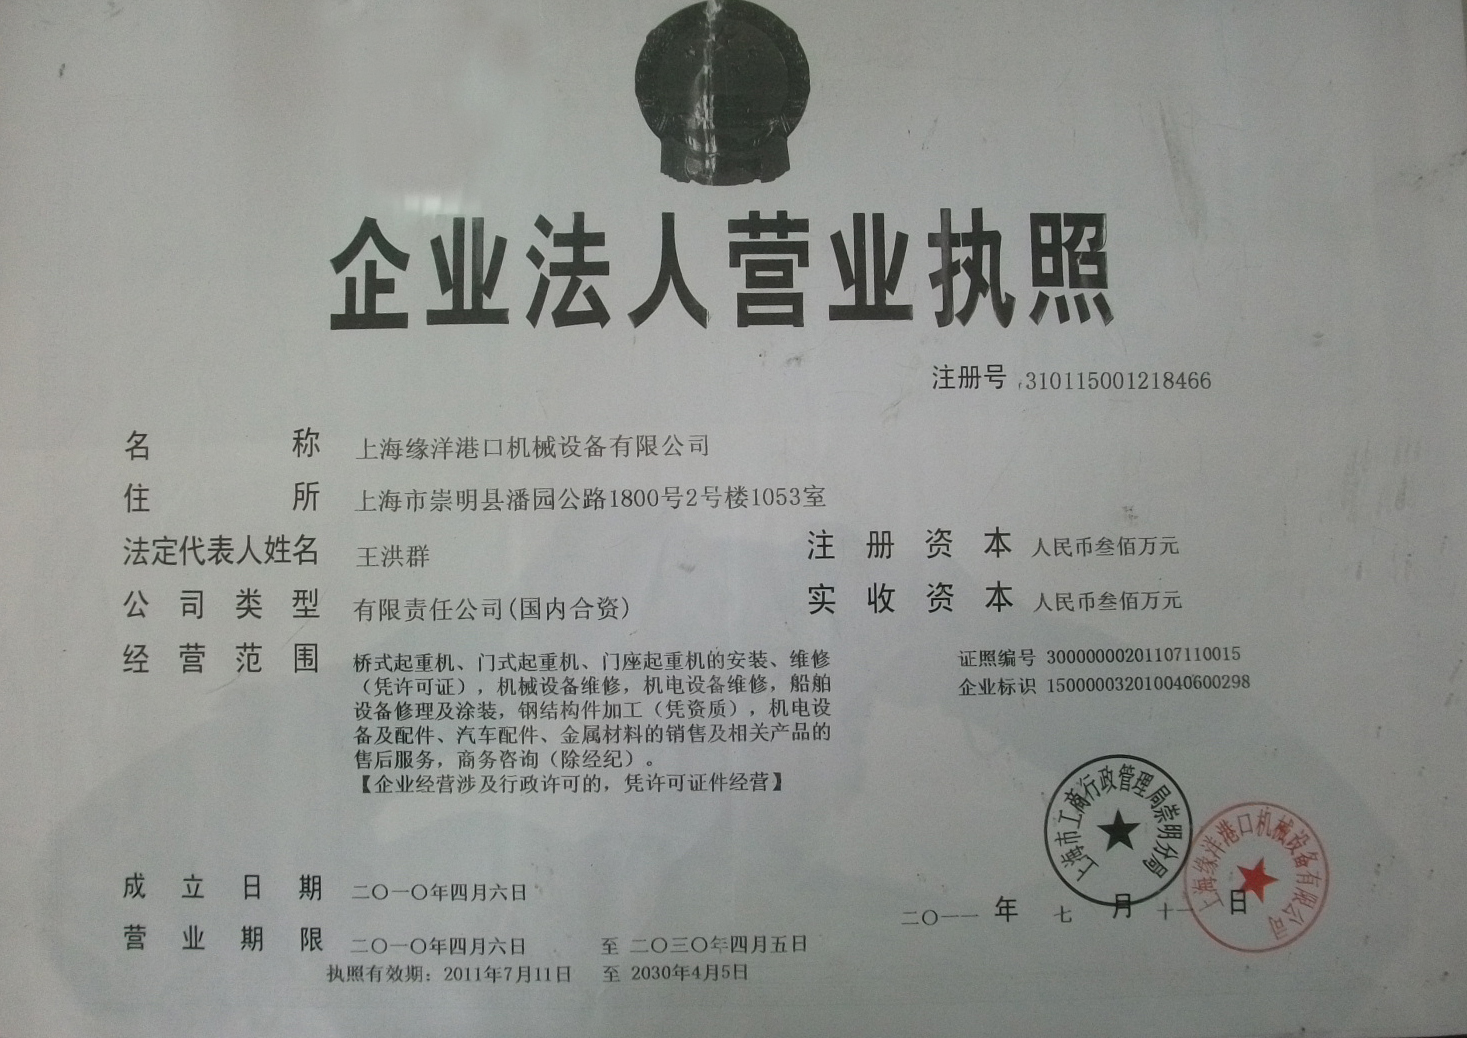 企业法人营业执照
注册号 310115001218466
名称 上海缘洋港口机械设备有限公司
住所 上海市崇明县潘园公路1800号2号楼1053室
法定代表人姓名 王洪群
注册资本 人民币叁佰万元
公司类型 有限责任公司(国内合资)
实收资本 人民币叁佰万元
经营范围 桥式起重机、门式起重机、门座起重机的安装、维修
（凭许可证），机械设备维修，机电设备维修，船舶
设备修理及涂装，钢结构件加工（凭资质），机电设
备及配件、汽车配件、金属材料的销售及相关产品的
售后服务，商务咨询（除经纪）。
【企业经营涉及行政许可的，凭许可证件经营】
证照编号 30000000201107110015
企业标识 150000032010040600298
上海市工商行政管理局崇明分局
上海缘洋港口机械设备有限公司
成立日期 二〇一〇年四月六日
二〇一一年七月十一日
营业期限 二〇一〇年四月六日 至 二〇三〇年四月五日
执照有效期：2011年7月11日 至 2030年4月5日